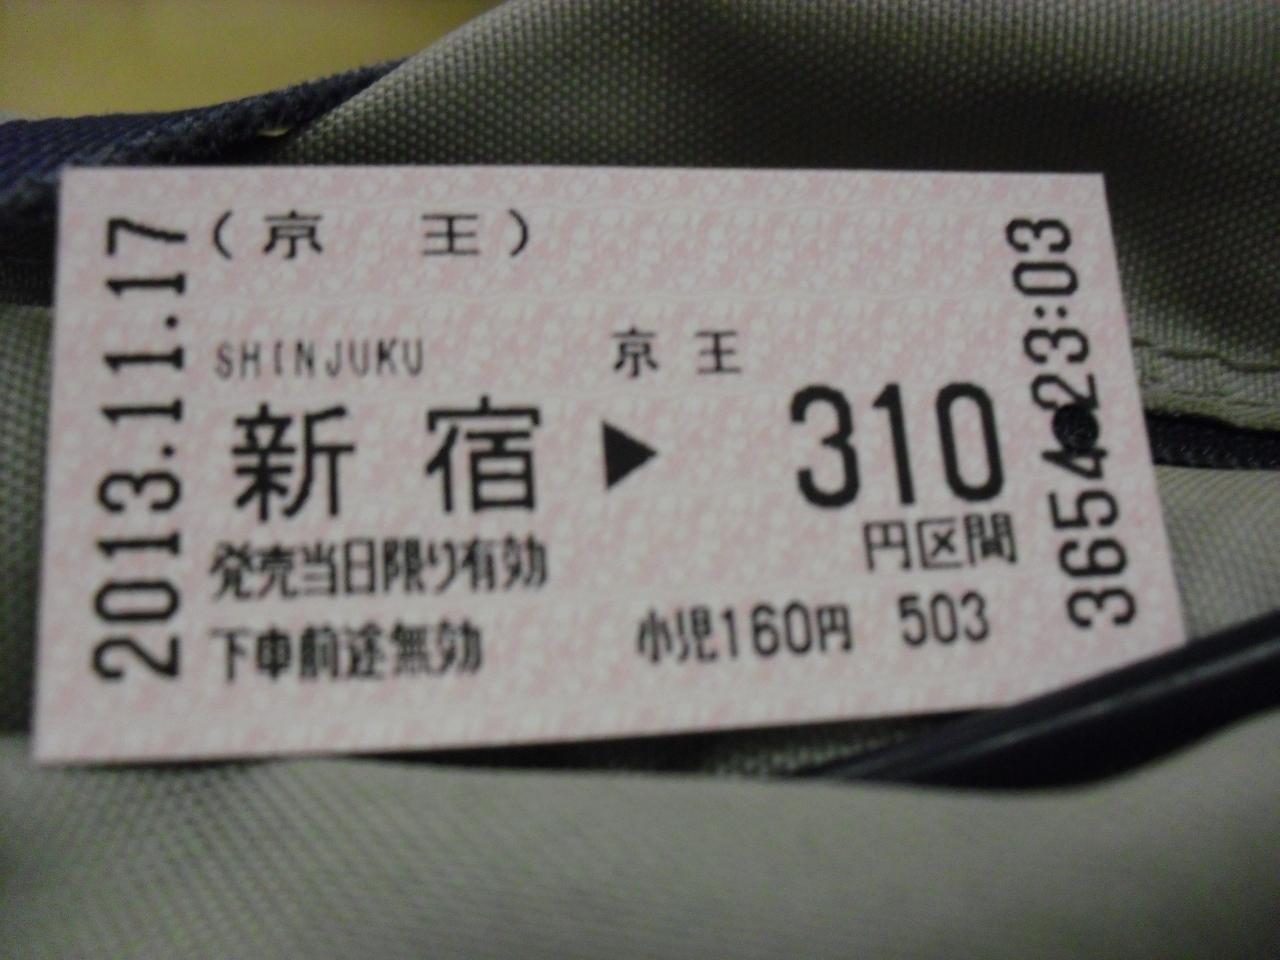 2013.11.17
(京 王)
SHINJUKU 京王
新宿▶310
円区間
発売当日限り有効
下車前途無効 小児160円 503
3654 23:03